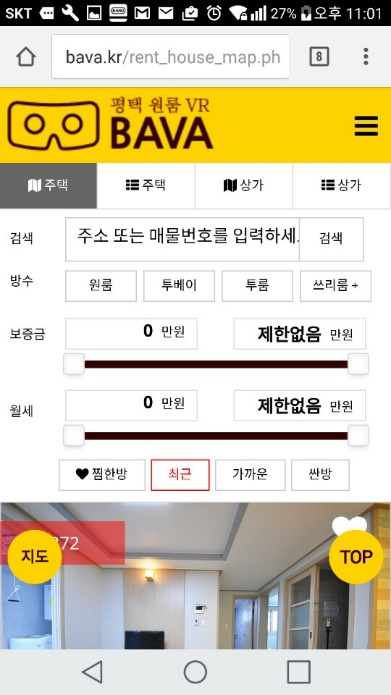 SKT 27% 오후 11:01
bava.kr/rent_house_map.ph 8
평택 원룸 VR
BAVA
주택 주택 상가 상가
검색 주소 또는 매물번호를 입력하세. 검색
방수 원룸 투베이 투룸 쓰리룸 +
보증금 0 만원 제한없음 만원
월세 0 만원 제한없음 만원
찜한방 최근 가까운 싼방
지도 372 TOP